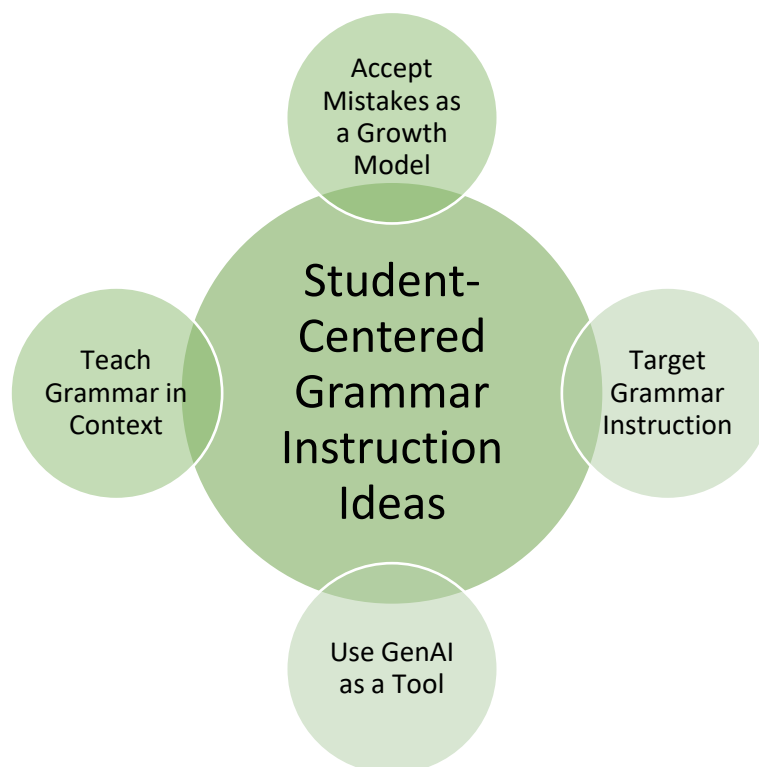 Accept
Mistakes as
a Growth
Model
Student-
Centered
Grammar
Instruction
Ideas
Teach
Grammar in
Context
Target
Grammar
Instruction
Use GenAI
as a Tool